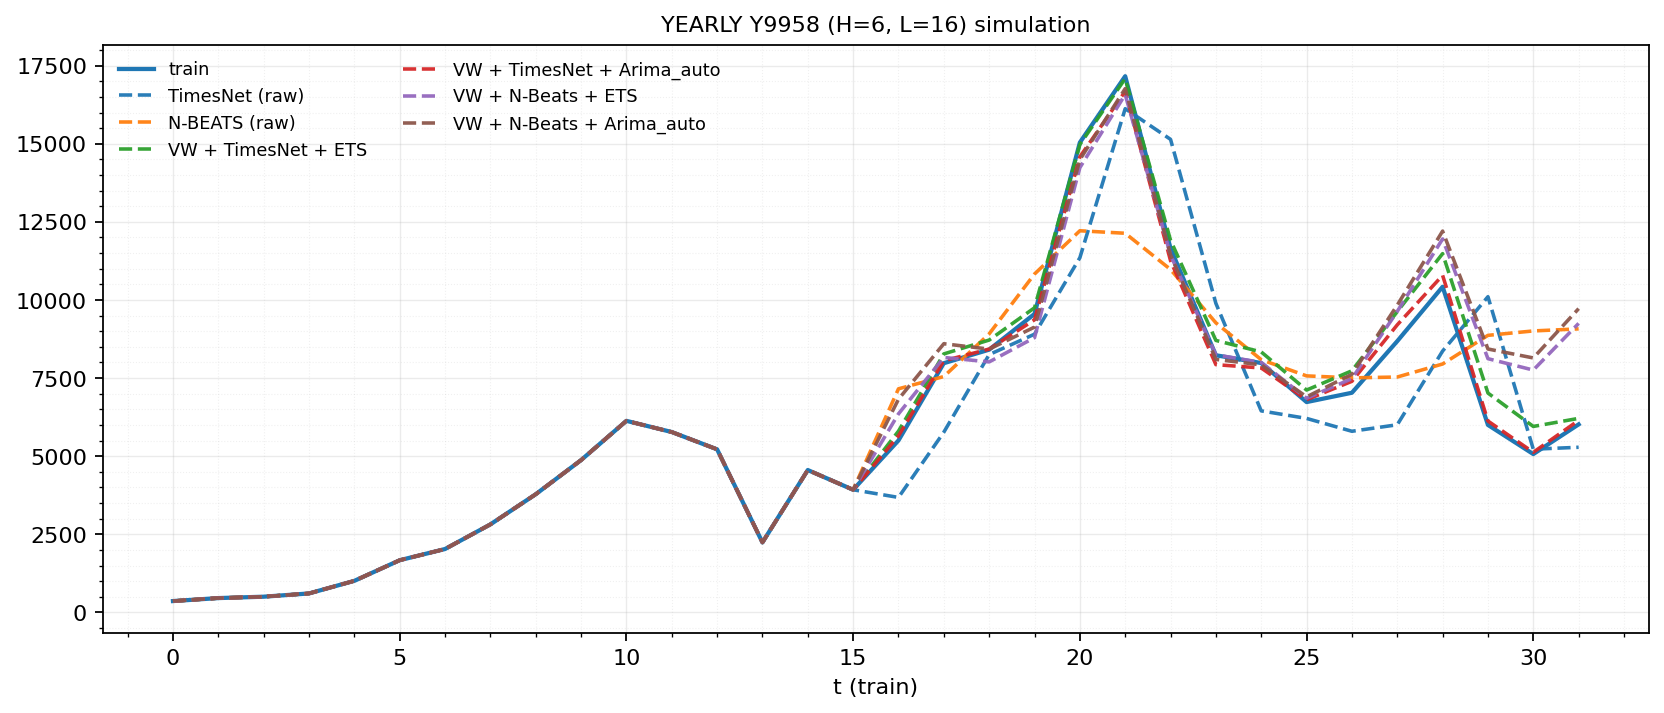 YEARLY Y9958 (H=6, L=16) simulation
train
TimesNet (raw)
N-BEATS (raw)
VW + TimesNet + ETS
VW + TimesNet + Arima_auto
VW + N-Beats + ETS
VW + N-Beats + Arima_auto
17500
15000
12500
10000
7500
5000
2500
0
0 5 10 15 20 25 30
t (train)